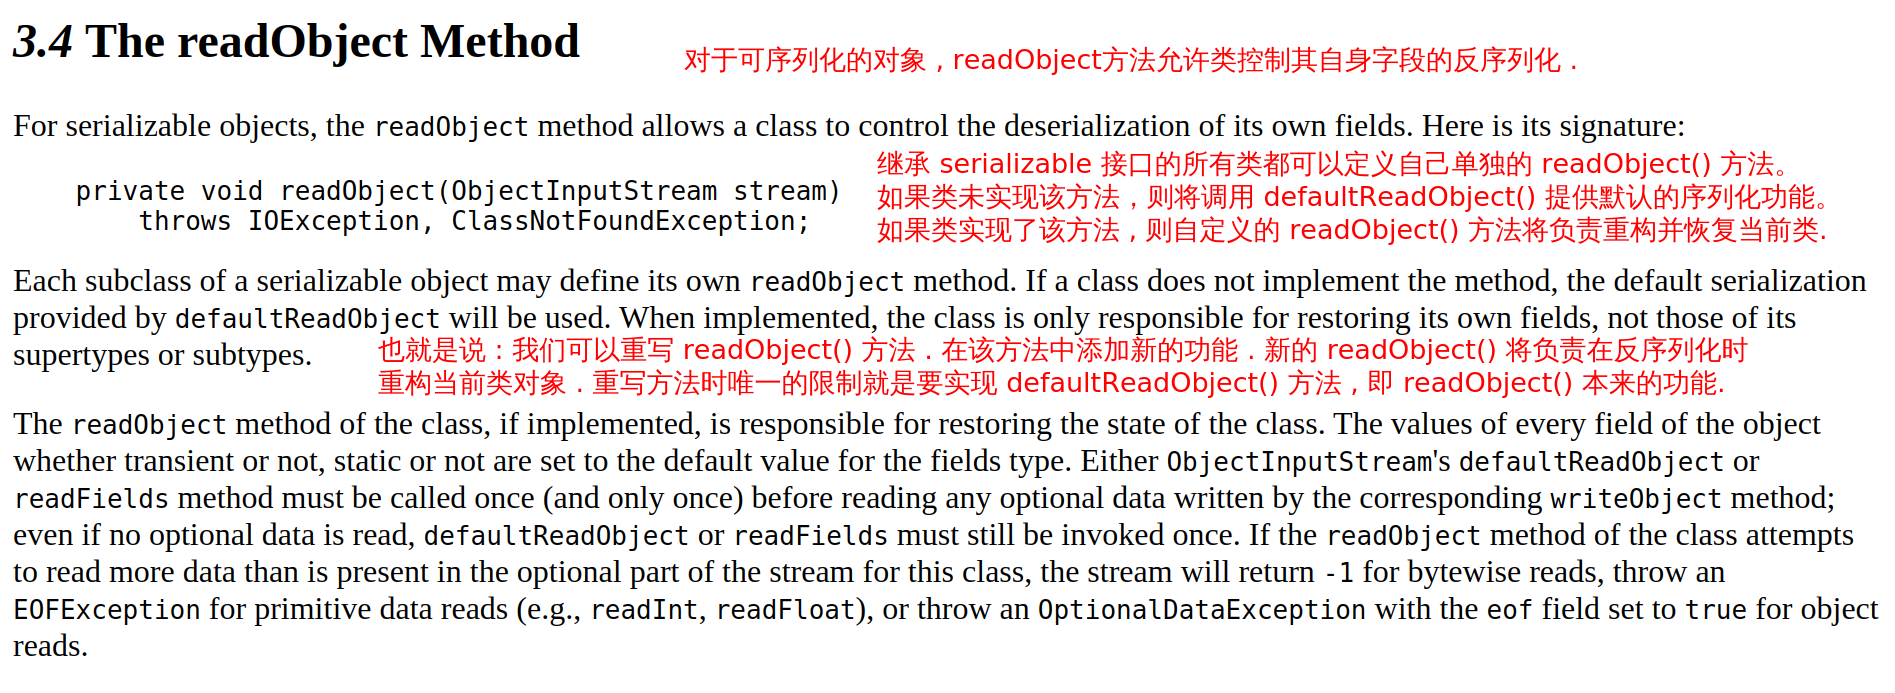 3.4 The readObject Method
对于可序列化的对象，readObject方法允许类控制其自身字段的反序列化．
For serializable objects, the readObject method allows a class to control the deserialization of its own fields. Here is its signature:
继承 serializable 接口的所有类都可以定义自己单独的 readObject() 方法。
private void readObject(ObjectInputStream stream)
如果类未实现该方法，则将调用 defaultReadObject() 提供默认的序列化功能。
throws IOException, ClassNotFoundException;
如果类实现了该方法，则自定义的 readObject() 方法将负责重构并恢复当前类.
Each subclass of a serializable object may define its own readObject method. If a class does not implement the method, the default serialization
provided by defaultReadObject will be used. When implemented, the class is only responsible for restoring its own fields, not those of its
supertypes or subtypes.
也就是说：我们可以重写 readObject() 方法．在该方法中添加新的功能．新的 readObject() 将负责在反序列化时
重构当前类对象．重写方法时唯一的限制就是要实现 defaultReadObject() 方法，即 readObject() 本来的功能.
The readObject method of the class, if implemented, is responsible for restoring the state of the class. The values of every field of the object
whether transient or not, static or not are set to the default value for the fields type. Either ObjectInputStream's defaultReadObject or
readFields method must be called once (and only once) before reading any optional data written by the corresponding writeObject method;
even if no optional data is read, defaultReadObject or readFields must still be invoked once. If the readObject method of the class attempts
to read more data than is present in the optional part of the stream for this class, the stream will return -1 for bytewise reads, throw an
EOFException for primitive data reads (e.g., readInt, readFloat), or throw an OptionalDataException with the eof field set to true for object
reads.